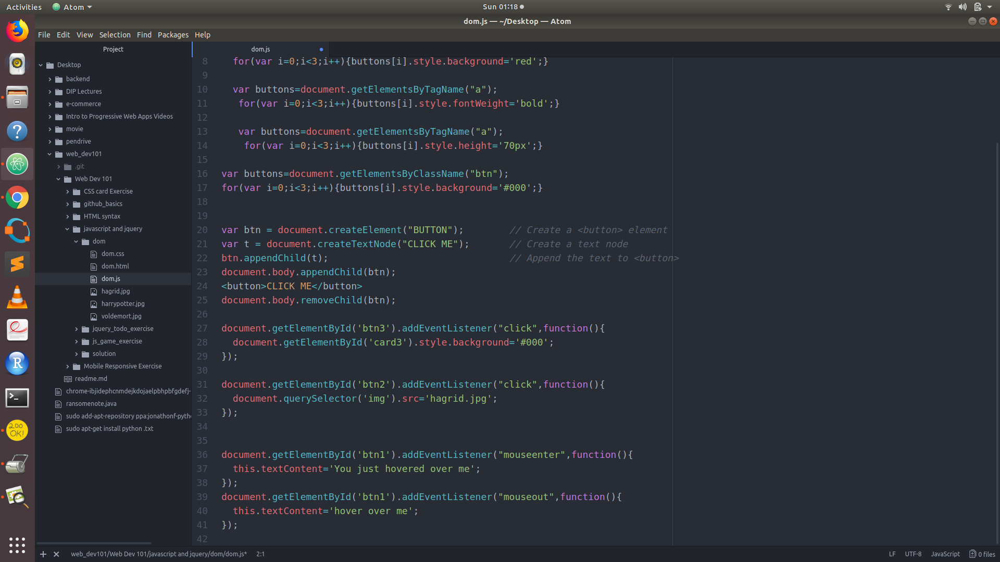 Activities
Atom
Sun 01:18
dom.js — ~/Desktop — Atom
File Edit View Selection Find Packages Help
Project
Desktop
backend
DIP Lectures
e-commerce
Intro to Progressive Web Apps Videos
movie
pendrive
web_dev101
.git
Web Dev 101
CSS card Exercise
github_basics
HTML syntax
javascript and jquery
dom
dom.css
dom.html
dom.js
hagrid.jpg
harrypotter.jpg
voldemort.jpg
jquery_todo_exercise
js_game_exercise
solution
Mobile Responsive Exercise
readme.md
chrome-ibjidephcnmdejkdojaelpbhpbfgdefj-
ransomenote.java
sudo add-apt-repository ppa:jonathonf-pyth
sudo apt-get install python .txt
dom.js
8 for(var i=0;i<3;i++){buttons[i].style.background='red';}
9
10 var buttons=document.getElementsByTagName("a");
11 for(var i=0;i<3;i++){buttons[i].style.fontWeight='bold';}
12
13 var buttons=document.getElementsByTagName("a");
14 for(var i=0;i<3;i++){buttons[i].style.height='70px';}
15
16 var buttons=document.getElementsByClassName("btn");
17 for(var i=0;i<3;i++){buttons[i].style.background='#000';}
18
19
20 var btn = document.createElement("BUTTON"); // Create a <button> element
21 var t = document.createTextNode("CLICK ME"); // Create a text node
22 btn.appendChild(t); // Append the text to <button>
23 document.body.appendChild(btn);
24 <button>CLICK ME</button>
25 document.body.removeChild(btn);
26
27 document.getElementById('btn3').addEventListener("click",function(){
28 document.getElementById('card3').style.background='#000';
29 });
30
31 document.getElementById('btn2').addEventListener("click",function(){
32 document.querySelector('img').src='hagrid.jpg';
33 });
34
35
36 document.getElementById('btn1').addEventListener("mouseenter",function(){
37 this.textContent='You just hovered over me';
38 });
39 document.getElementById('btn1').addEventListener("mouseout",function(){
40 this.textContent='hover over me';
41 });
42
200 OK!
R
web_dev101/Web Dev 101/javascript and jquery/dom/dom.js* 2:1
LF UTF-8 JavaScript 0 files